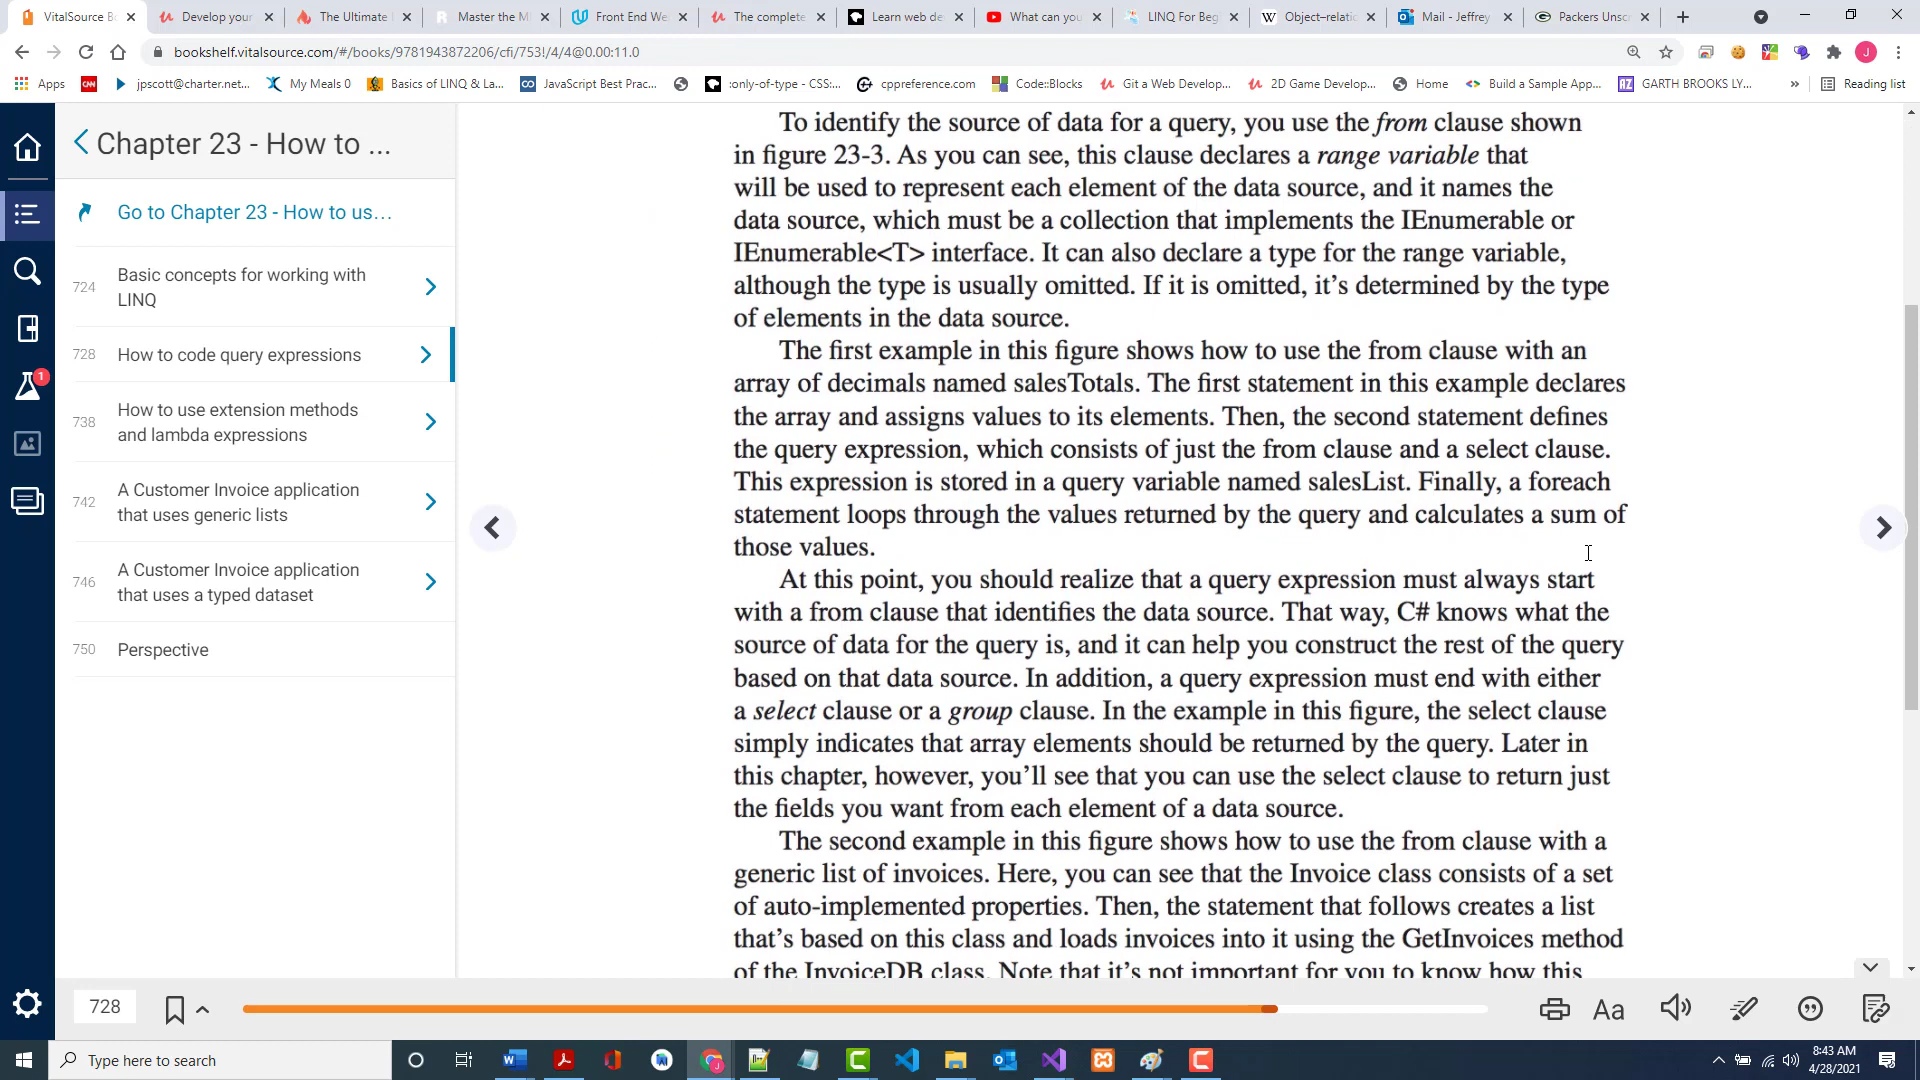 VitalSource Bo
Develop your
The Ultimate
Master the M
Front End We
The complete
Learn web de
What can you
LINQ For Beg
Object–relatio
Mail - Jeffrey
Packers Unsc
bookshelf.vitalsource.com/#/books/9781943872206/cfi/753!/4/4@0.00:11.0
Apps
CNN
jpscott@charter.net...
My Meals 0
Basics of LINQ & La...
JavaScript Best Prac...
:only-of-type - CSS:...
cppreference.com
Code::Blocks
Git a Web Develop...
2D Game Develop...
Home
Build a Sample App...
GARTH BROOKS LY...
Reading list
Chapter 23 - How to ...
Go to Chapter 23 - How to us...
724 Basic concepts for working with
LINQ
728 How to code query expressions
738 How to use extension methods
and lambda expressions
742 A Customer Invoice application
that uses generic lists
746 A Customer Invoice application
that uses a typed dataset
750 Perspective
To identify the source of data for a query, you use the from clause shown
in figure 23-3. As you can see, this clause declares a range variable that
will be used to represent each element of the data source, and it names the
data source, which must be a collection that implements the IEnumerable or
IEnumerable<T> interface. It can also declare a type for the range variable,
although the type is usually omitted. If it is omitted, it's determined by the type
of elements in the data source.
The first example in this figure shows how to use the from clause with an
array of decimals named salesTotals. The first statement in this example declares
the array and assigns values to its elements. Then, the second statement defines
the query expression, which consists of just the from clause and a select clause.
This expression is stored in a query variable named salesList. Finally, a foreach
statement loops through the values returned by the query and calculates a sum of
those values.
At this point, you should realize that a query expression must always start
with a from clause that identifies the data source. That way, C# knows what the
source of data for the query is, and it can help you construct the rest of the query
based on that data source. In addition, a query expression must end with either
a select clause or a group clause. In the example in this figure, the select clause
simply indicates that array elements should be returned by the query. Later in
this chapter, however, you'll see that you can use the select clause to return just
the fields you want from each element of a data source.
The second example in this figure shows how to use the from clause with a
generic list of invoices. Here, you can see that the Invoice class consists of a set
of auto-implemented properties. Then, the statement that follows creates a list
that's based on this class and loads invoices into it using the GetInvoices method
of the InvoiceDB class. Note that it's not important for you to know how this
728
Aa
Type here to search
8:43 AM
4/28/2021